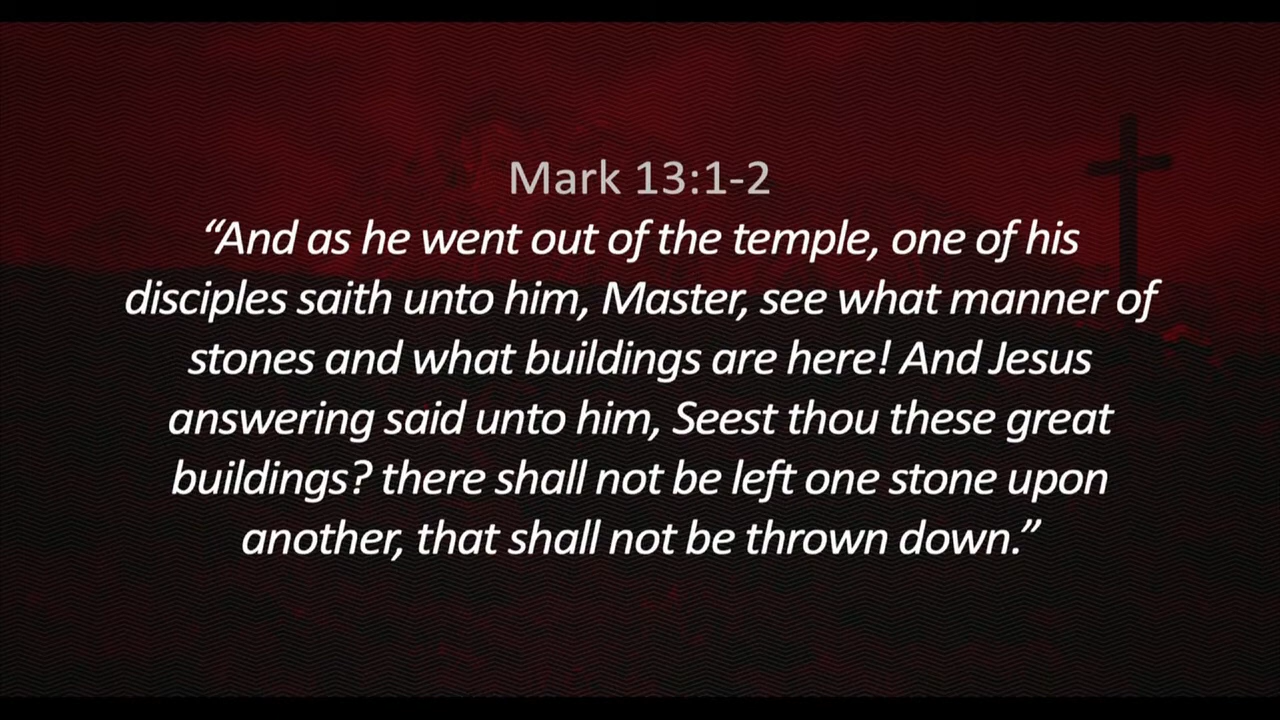 Mark 13:1-2
“And as he went out of the temple, one of his
disciples saith unto him, Master, see what manner of
stones and what buildings are here! And Jesus
answering said unto him, Seest thou these great
buildings? there shall not be left one stone upon
another, that shall not be thrown down.”